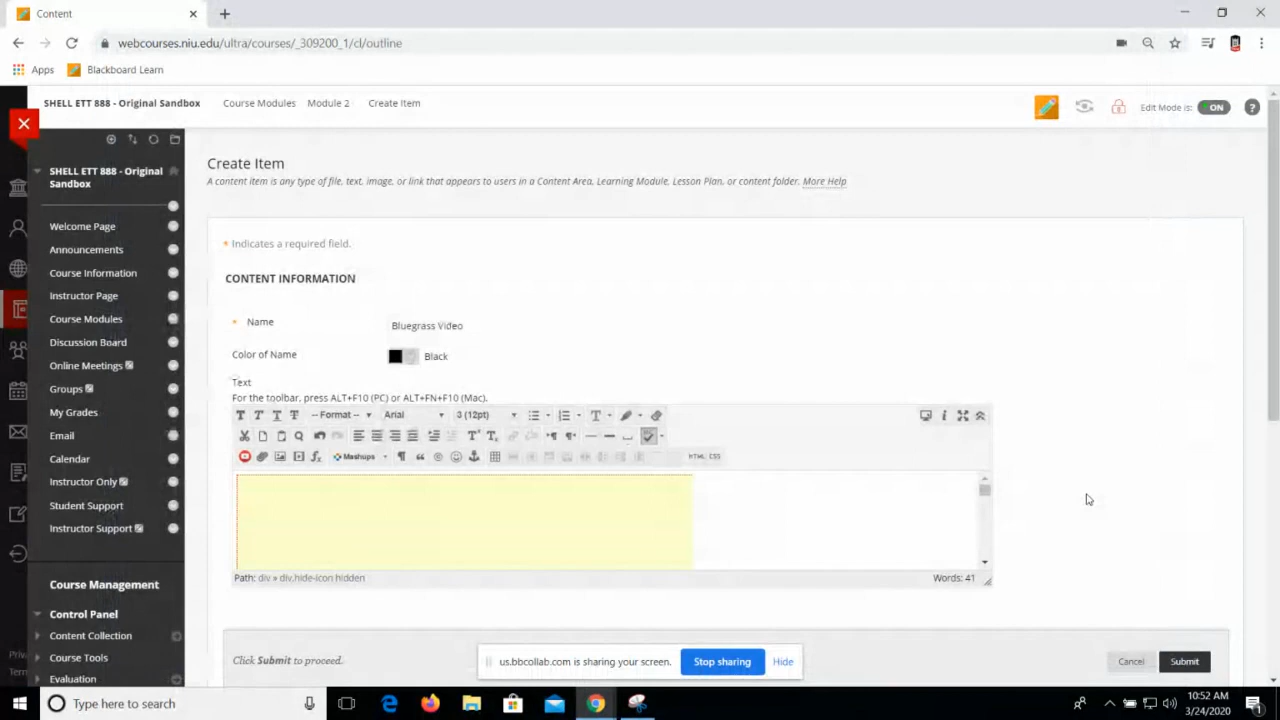 Content
webcourses.niu.edu/ultra/courses/_309200_1/cl/outline
Apps
Blackboard Learn
SHELL ETT 888 - Original Sandbox
Course Modules
Module 2
Create Item
Edit Mode is:
ON
?
SHELL ETT 888 - Original
Sandbox
Welcome Page
Announcements
Course Information
Instructor Page
Course Modules
Discussion Board
Online Meetings
Groups
My Grades
Email
Calendar
Instructor Only
Student Support
Instructor Support
Course Management
Control Panel
Content Collection
Course Tools
Evaluation
Create Item
A content item is any type of file, text, image, or link that appears to users in a Content Area, Learning Module, Lesson Plan, or content folder. More Help
* Indicates a required field.
CONTENT INFORMATION
* Name
Bluegrass Video
Color of Name
Black
Text
For the toolbar, press ALT+F10 (PC) or ALT+FN+F10 (Mac).
T T T T -- Format -- Arial 3 (12pt)
Mashups
HTML CSS
Path: div » div.hide-icon hidden
Words: 41
Click Submit to proceed.
us.bbcollab.com is sharing your screen.
Stop sharing
Hide
Cancel
Submit
Type here to search
10:52 AM
3/24/2020